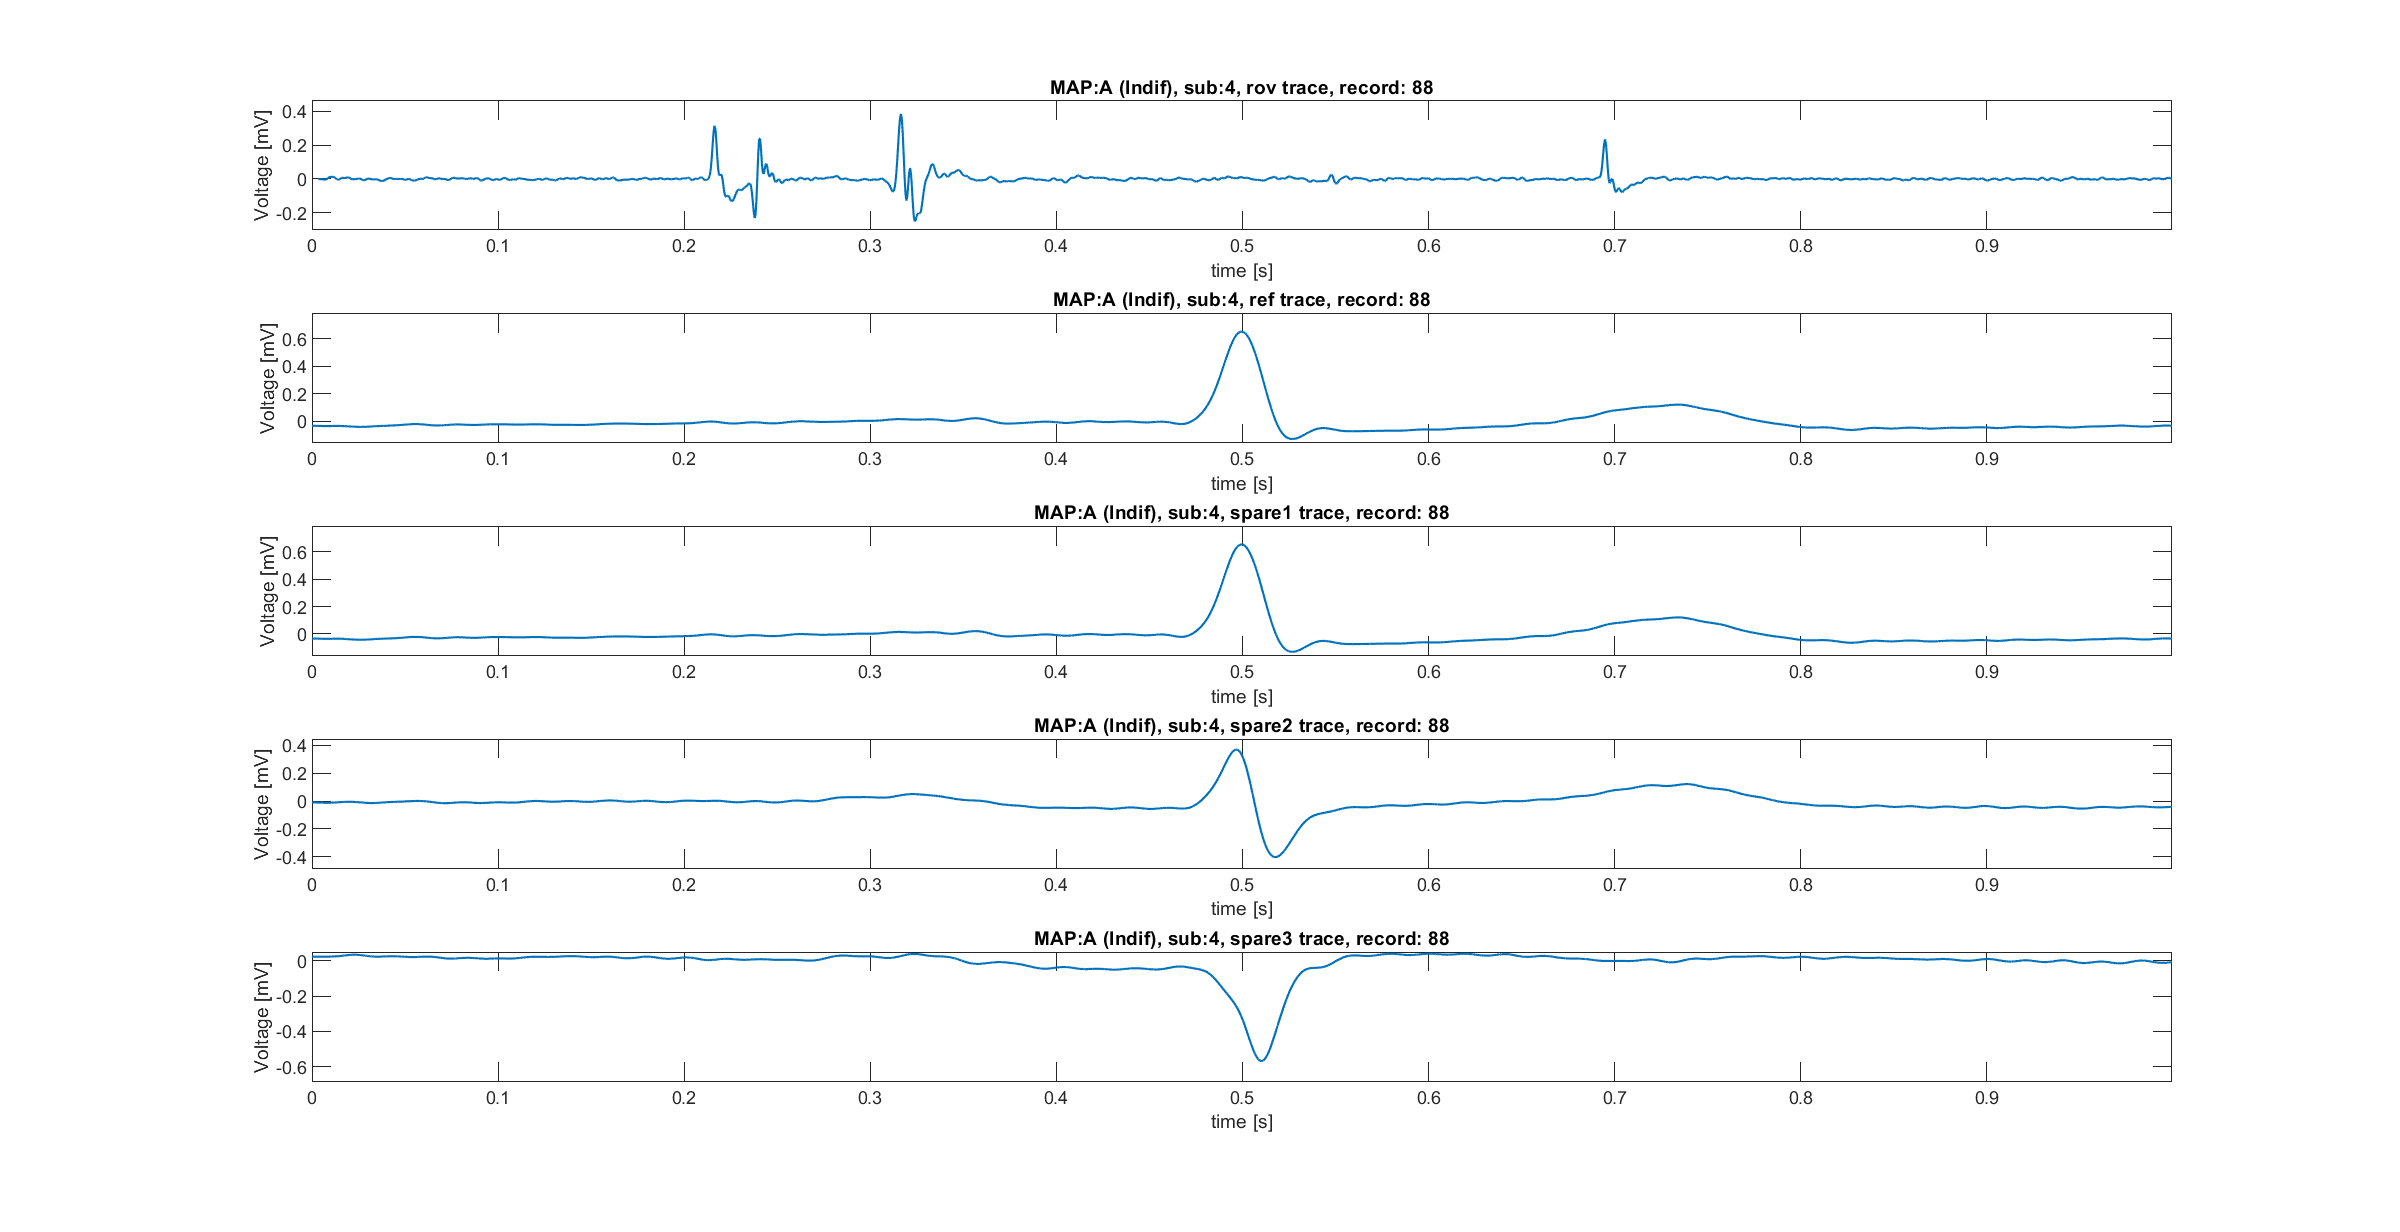 MAP:A (Indif), sub:4, rov trace, record: 88
Voltage [mV]
0.4
0.2
0
-0.2
0 0.1 0.2 0.3 0.4 0.5 0.6 0.7 0.8 0.9
time [s]
MAP:A (Indif), sub:4, ref trace, record: 88
Voltage [mV]
0.6
0.4
0.2
0
0 0.1 0.2 0.3 0.4 0.5 0.6 0.7 0.8 0.9
time [s]
MAP:A (Indif), sub:4, spare1 trace, record: 88
Voltage [mV]
0.6
0.4
0.2
0
0 0.1 0.2 0.3 0.4 0.5 0.6 0.7 0.8 0.9
time [s]
MAP:A (Indif), sub:4, spare2 trace, record: 88
Voltage [mV]
0.4
0.2
0
-0.2
-0.4
0 0.1 0.2 0.3 0.4 0.5 0.6 0.7 0.8 0.9
time [s]
MAP:A (Indif), sub:4, spare3 trace, record: 88
Voltage [mV]
0
-0.2
-0.4
-0.6
0 0.1 0.2 0.3 0.4 0.5 0.6 0.7 0.8 0.9
time [s]